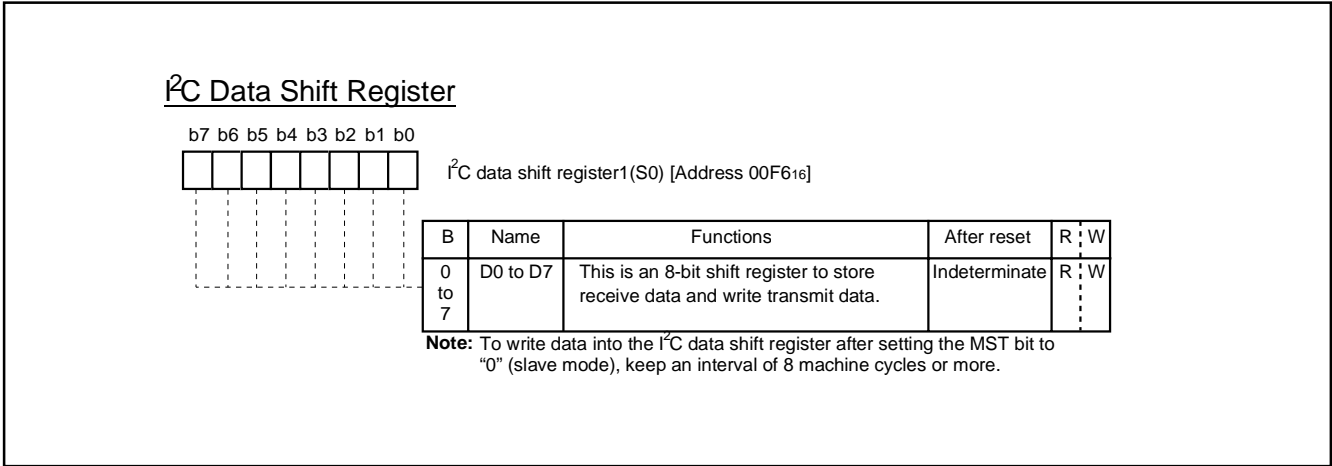 I²C Data Shift Register
b7 b6 b5 b4 b3 b2 b1 b0
I²C data shift register1(S0) [Address 00F6₁₆]
B Name Functions After reset R W
0 to 7 D0 to D7 This is an 8-bit shift register to store Indeterminate R W
receive data and write transmit data.
Note: To write data into the I²C data shift register after setting the MST bit to
“0” (slave mode), keep an interval of 8 machine cycles or more.